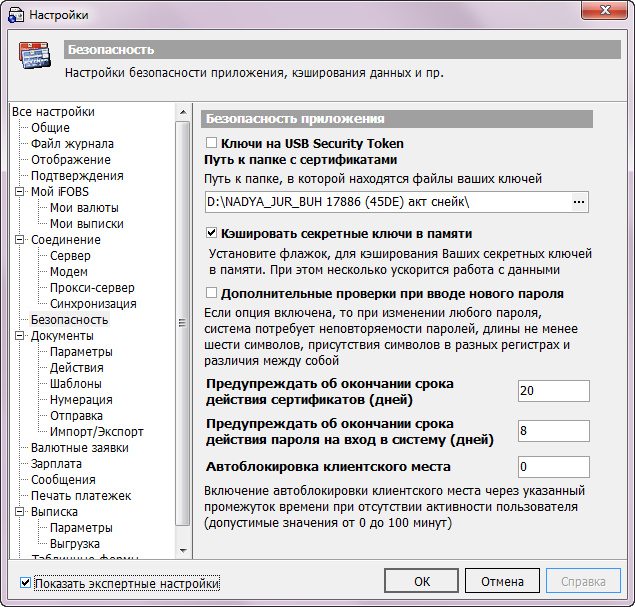 Настройки
Безопасность
Настройки безопасности приложения, кэширования данных и пр.
Все настройки
Общие
Файл журнала
Отображение
Подтверждения
Мой iFOBS
Мои валюты
Мои выписки
Соединение
Сервер
Модем
Прокси-сервер
Синхронизация
Безопасность
Документы
Параметры
Действия
Шаблоны
Нумерация
Отправка
Импорт/Экспорт
Валютные заявки
Зарплата
Сообщения
Печать платежек
Выписка
Параметры
Выгрузка
Табличные формы
Безопасность приложения
Ключи на USB Security Token
Путь к папке с сертификатами
Путь к папке, в которой находятся файлы ваших ключей
D:\NADYA_JUR_BUH 17886 (45DE) акт снейк\
...
Кэшировать секретные ключи в памяти
Установите флажок, для кэширования Ваших секретных ключей
в памяти. При этом несколько ускорится работа с данными
Дополнительные проверки при вводе нового пароля
Если опция включена, то при изменении любого пароля,
система потребует неповторяемости паролей, длины не менее
шести символов, присутствия символов в разных регистрах и
различия между собой
Предупреждать об окончании срока
действия сертификатов (дней)
20
Предупреждать об окончании срока
действия пароля на вход в систему (дней)
8
Автоблокировка клиентского места
0
Включение автоблокировки клиентского места через указанный
промежуток времени при отсутствии активности пользователя
(допустимые значения от 0 до 100 минут)
Показать экспертные настройки
ОК
Отмена
Справка